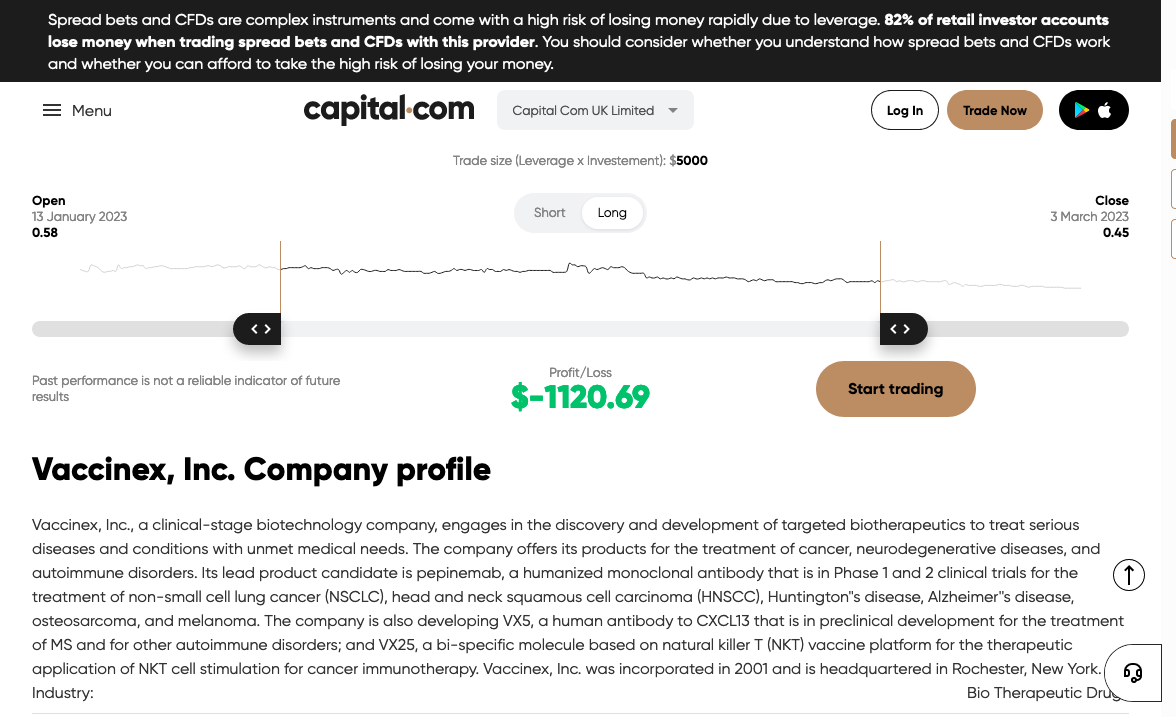 Spread bets and CFDs are complex instruments and come with a high risk of losing money rapidly due to leverage. 82% of retail investor accounts
lose money when trading spread bets and CFDs with this provider. You should consider whether you understand how spread bets and CFDs work
and whether you can afford to take the high risk of losing your money.
Menu
capital.com
Capital Com UK Limited
Log In
Trade Now
Trade size (Leverage x Investement): $5000
Open
13 January 2023
0.58
Short
Long
Close
3 March 2023
0.45
Past performance is not a reliable indicator of future
results
Profit/Loss
$-1120.69
Start trading
Vaccinex, Inc. Company profile
Vaccinex, Inc., a clinical-stage biotechnology company, engages in the discovery and development of targeted biotherapeutics to treat serious
diseases and conditions with unmet medical needs. The company offers its products for the treatment of cancer, neurodegenerative diseases, and
autoimmune disorders. Its lead product candidate is pepinemab, a humanized monoclonal antibody that is in Phase 1 and 2 clinical trials for the
treatment of non-small cell lung cancer (NSCLC), head and neck squamous cell carcinoma (HNSCC), Huntington"s disease, Alzheimer"s disease,
osteosarcoma, and melanoma. The company is also developing VX5, a human antibody to CXCL13 that is in preclinical development for the treatment
of MS and for other autoimmune disorders; and VX25, a bi-specific molecule based on natural killer T (NKT) vaccine platform for the therapeutic
application of NKT cell stimulation for cancer immunotherapy. Vaccinex, Inc. was incorporated in 2001 and is headquartered in Rochester, New York.
Industry:
Bio Therapeutic Drug